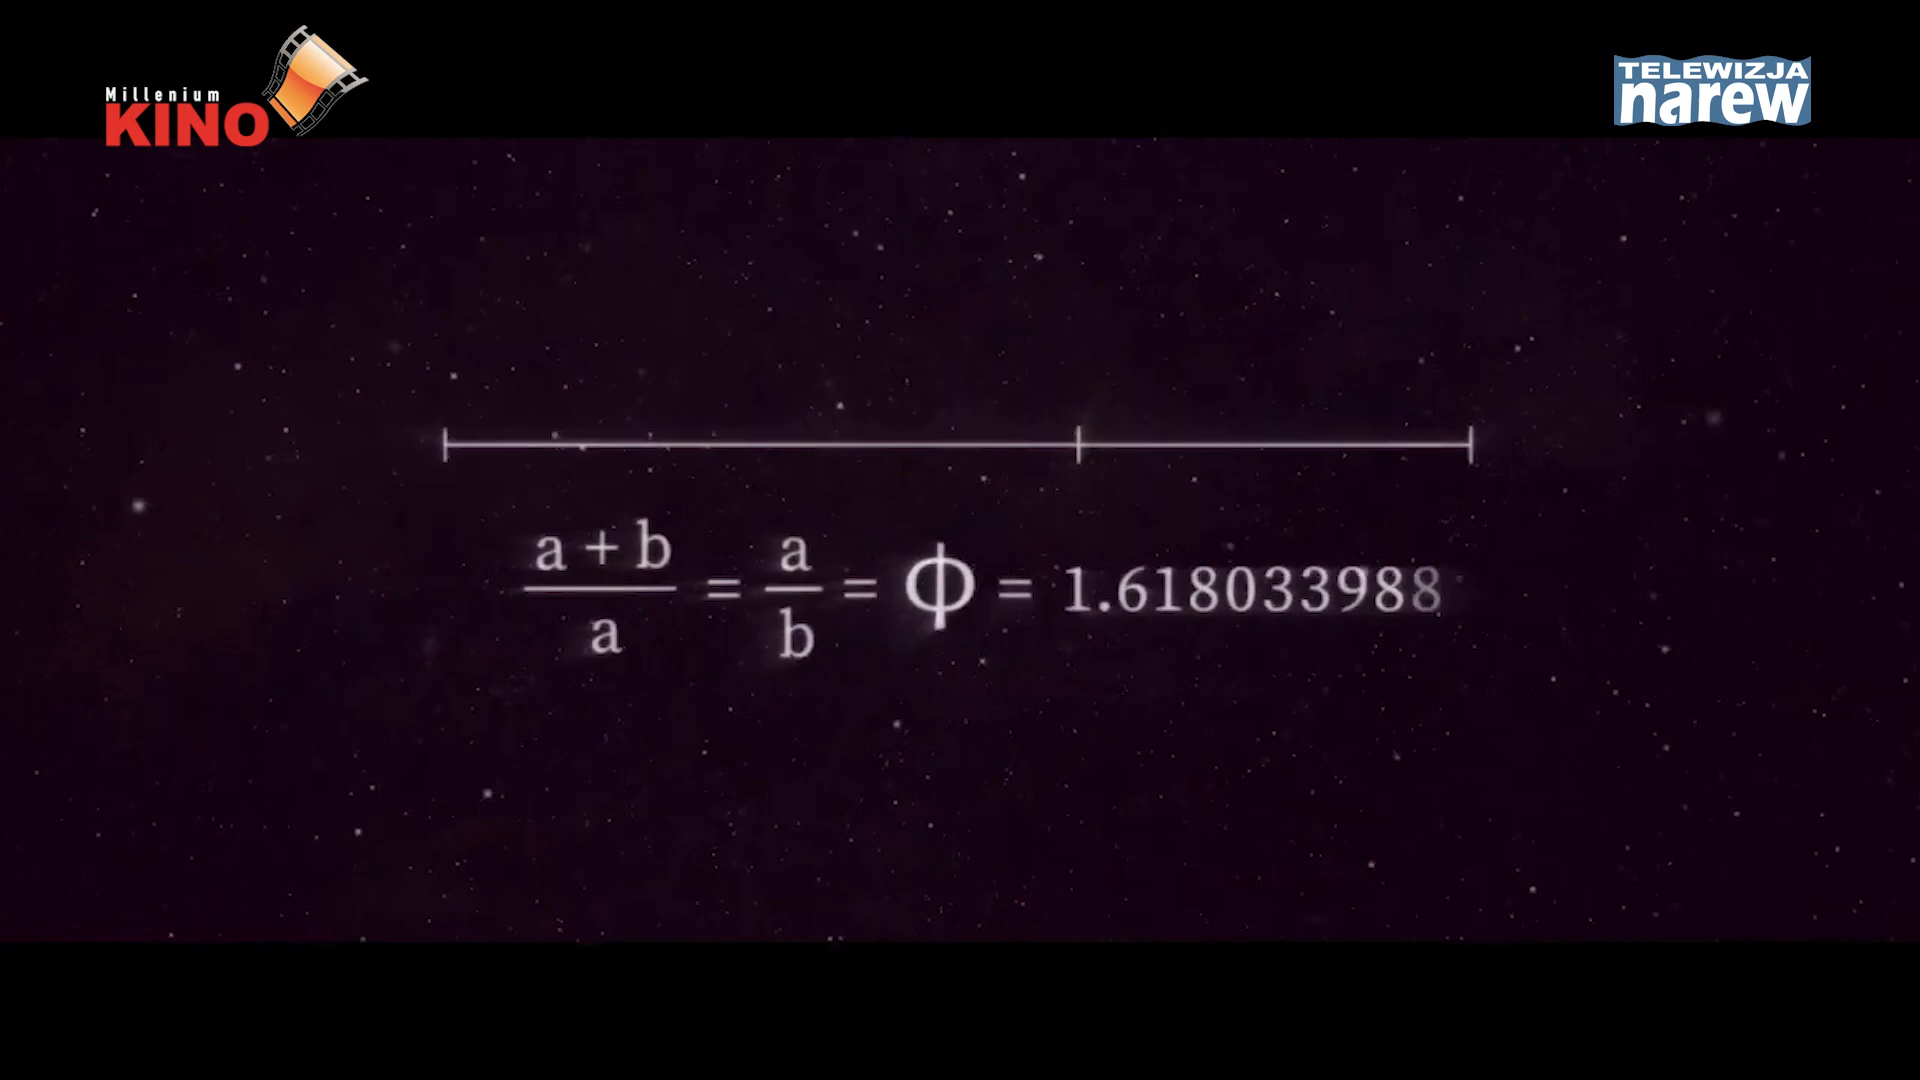 Millenium
KINO
TELEWIZJA
narew
a + b / a = a / b = ϕ = 1.618033988